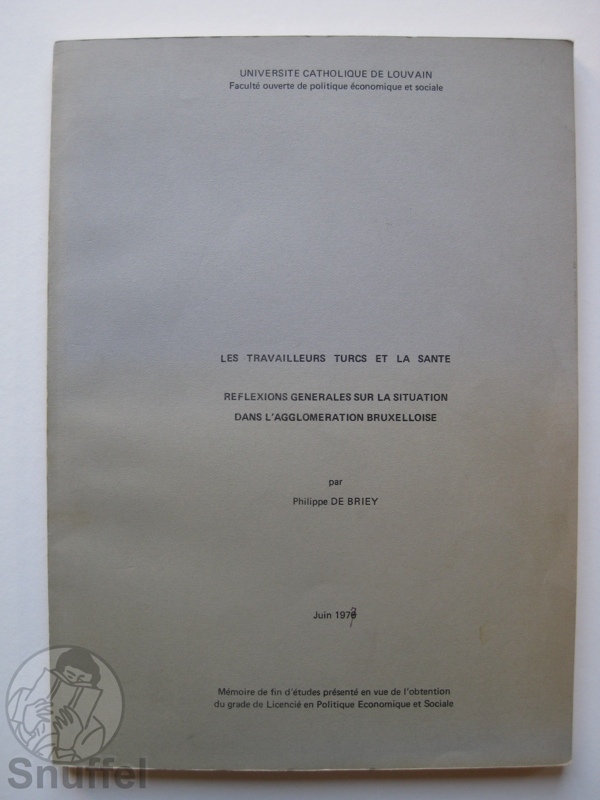 UNIVERSITE CATHOLIQUE DE LOUVAIN
Faculté ouverte de politique économique et sociale
LES TRAVAILLEURS TURCS ET LA SANTE
REFLEXIONS GENERALES SUR LA SITUATION
DANS L'AGGLOMERATION BRUXELLOISE
par
Philippe DE BRIEY
Juin
Mémoire de fin d'études présenté en vue de l'obtention
du grade de Licencié en Politique Economique et Sociale
Snuffel